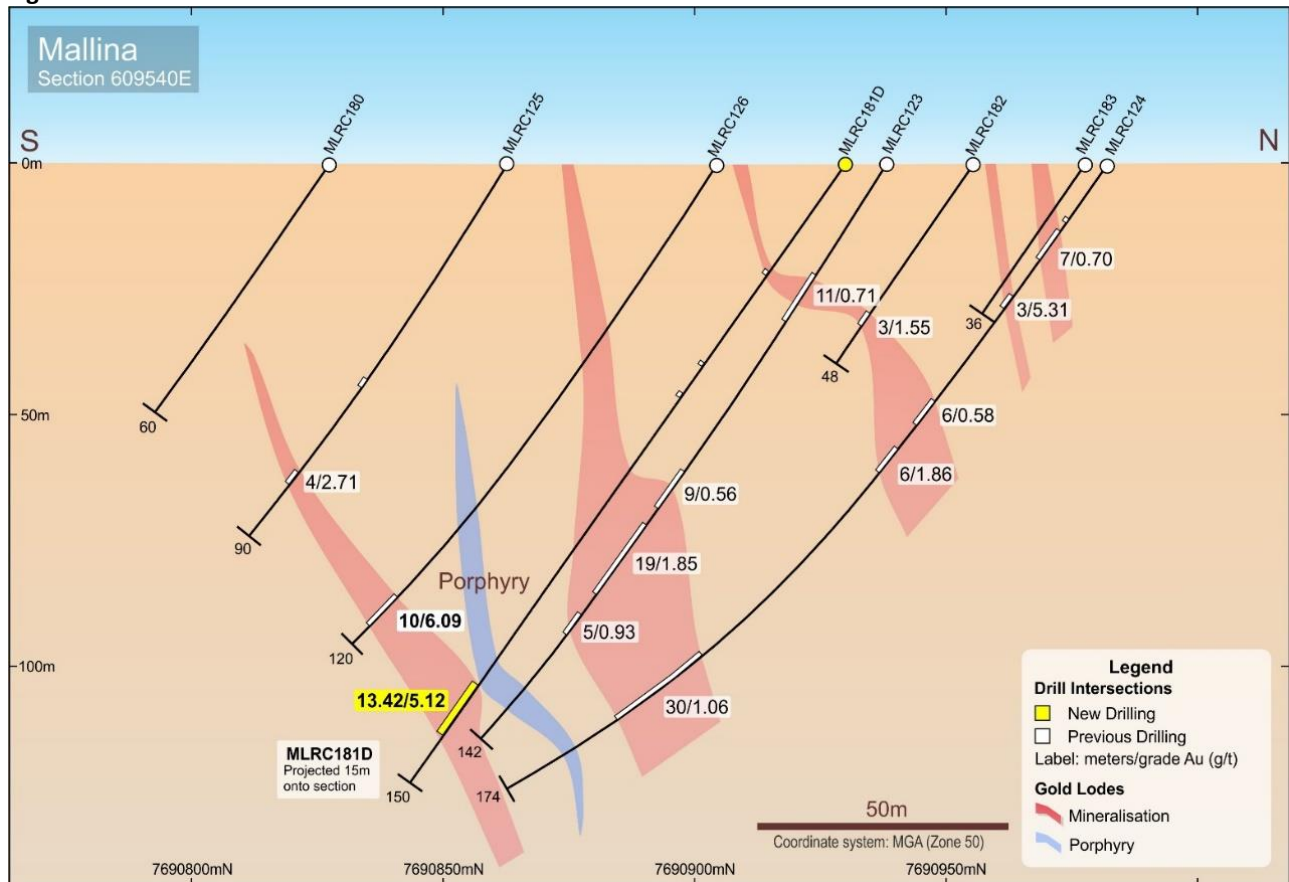 Mallina
Section 609540E
S
N
MLRC180
MLRC125
MLRC126
MLRC181D
MLRC123
MLRC182
MLRC183
MLRC124
0m
7/0.70
11/0.71
3/5.31
3/1.55
36
48
50m
6/0.58
60
6/1.86
4/2.71
9/0.56
90
19/1.85
Porphyry
10/6.09
5/0.93
120
100m
13.42/5.12
30/1.06
142
MLRC181D
Projected 15m
onto section
150
174
Legend
Drill Intersections
New Drilling
Previous Drilling
Label: meters/grade Au (g/t)
Gold Lodes
Mineralisation
Porphyry
50m
Coordinate system: MGA (Zone 50)
7690800mN
7690850mN
7690900mN
7690950mN